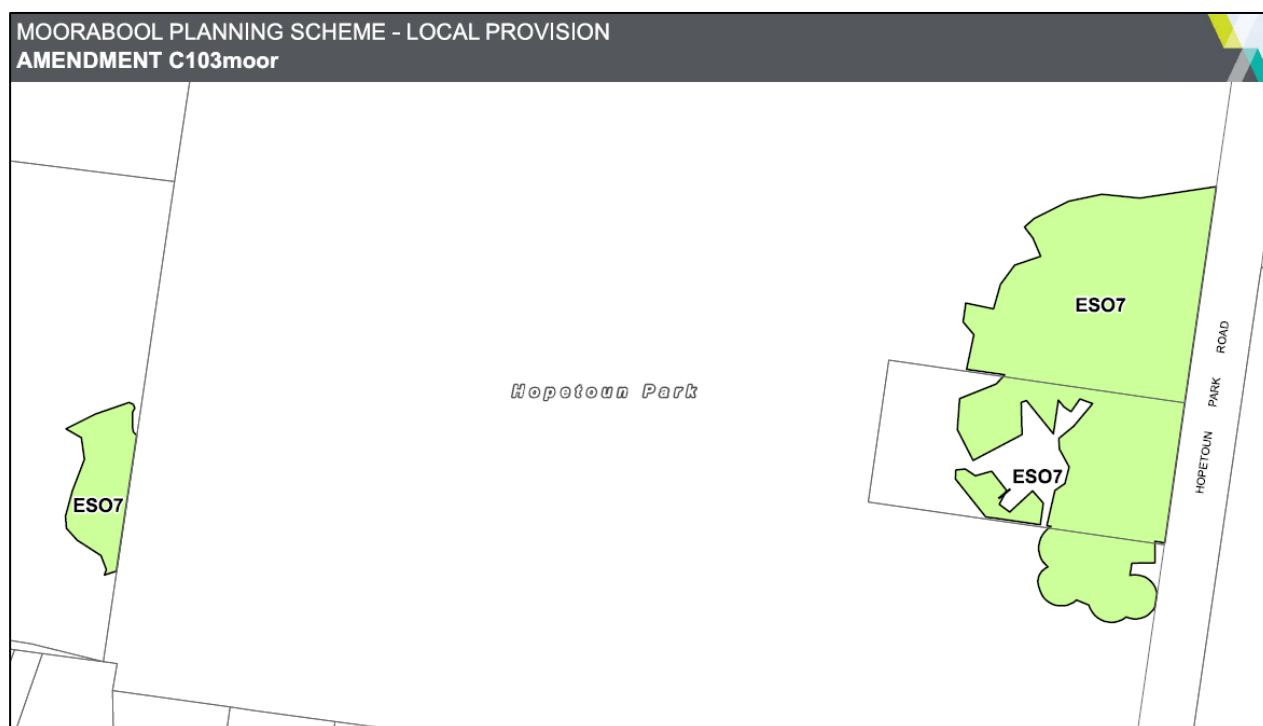 MOORABOOL PLANNING SCHEME - LOCAL PROVISION
AMENDMENT C103moor
ESO7
HOPETOUN PARK ROAD
Hopetoun Park
ESO7
ESO7